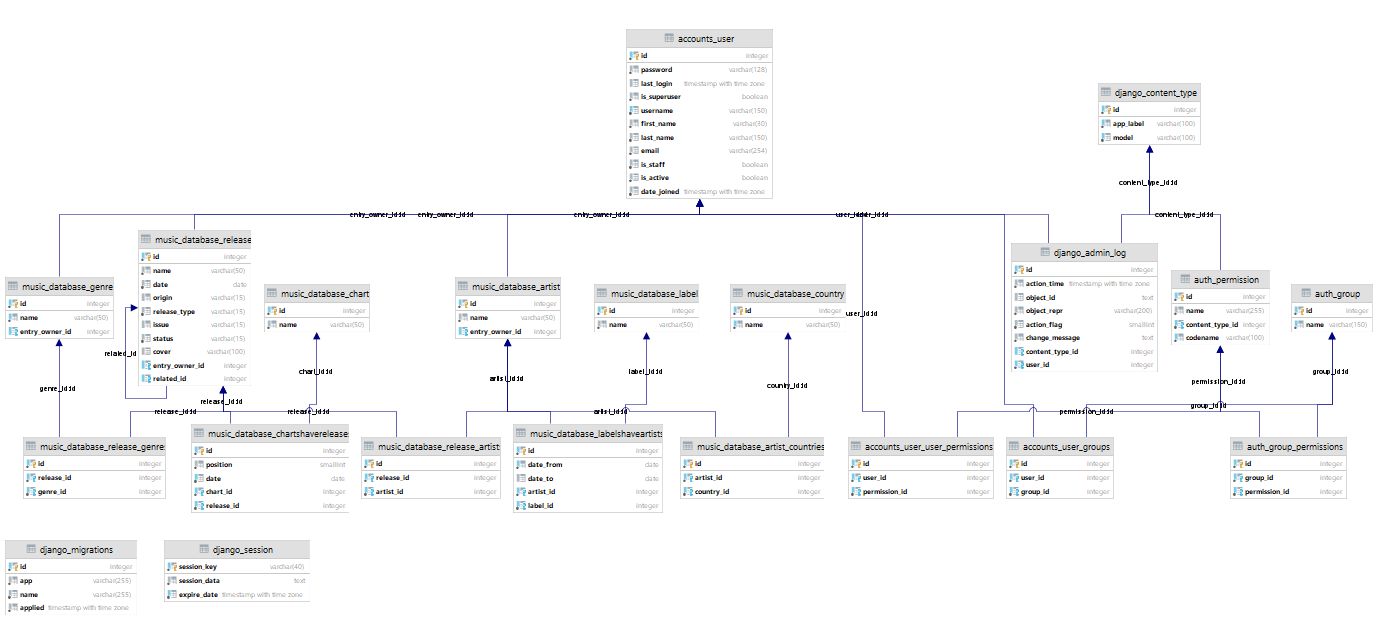 accounts_user
id integer
password varchar(128)
last_login timestamp with time zone
is_superuser boolean
username varchar(150)
first_name varchar(30)
last_name varchar(150)
email varchar(254)
is_staff boolean
is_active boolean
date_joined timestamp with time zone
django_content_type
id integer
app_label varchar(100)
model varchar(100)
content_type_id:id
entry_owner_id:id
entry_owner_id:id
entry_owner_id:id
content_type_id:id
music_database_release
id integer
name varchar(50)
date date
origin varchar(15)
release_type varchar(15)
issue varchar(15)
status varchar(15)
cover varchar(100)
entry_owner_id integer
related_id integer
django_admin_log
id integer
action_time timestamp with time zone
object_id text
object_repr varchar(200)
action_flag smallint
change_message text
content_type_id integer
user_id integer
music_database_genre
id integer
name varchar(50)
entry_owner_id integer
music_database_chart
id integer
name varchar(50)
music_database_artist
id integer
name varchar(50)
entry_owner_id integer
music_database_label
id integer
name varchar(50)
music_database_country
id integer
name varchar(50)
auth_permission
id integer
name varchar(255)
content_type_id integer
codename varchar(100)
auth_group
id integer
name varchar(150)
user_id:id
related_id
genre_id:id
chart_id:id
artist_id:id
label_id:id
country_id:id
permission_id:id
group_id:id
release_id:id
group_id:id
release_id:id
release_id:id
artist_id:id
permission_id:id
music_database_release_genres
id integer
release_id integer
genre_id integer
music_database_chartshavereleases
id integer
position smallint
date date
chart_id integer
release_id integer
music_database_release_artists
id integer
release_id integer
artist_id integer
music_database_labelshaveartists
id integer
date_from date
date_to date
artist_id integer
label_id integer
music_database_artist_countries
id integer
artist_id integer
country_id integer
accounts_user_user_permissions
id integer
user_id integer
permission_id integer
accounts_user_groups
id integer
user_id integer
group_id integer
auth_group_permissions
id integer
group_id integer
permission_id integer
django_migrations
id integer
app varchar(255)
name varchar(255)
applied timestamp with time zone
django_session
session_key varchar(40)
session_data text
expire_date timestamp with time zone